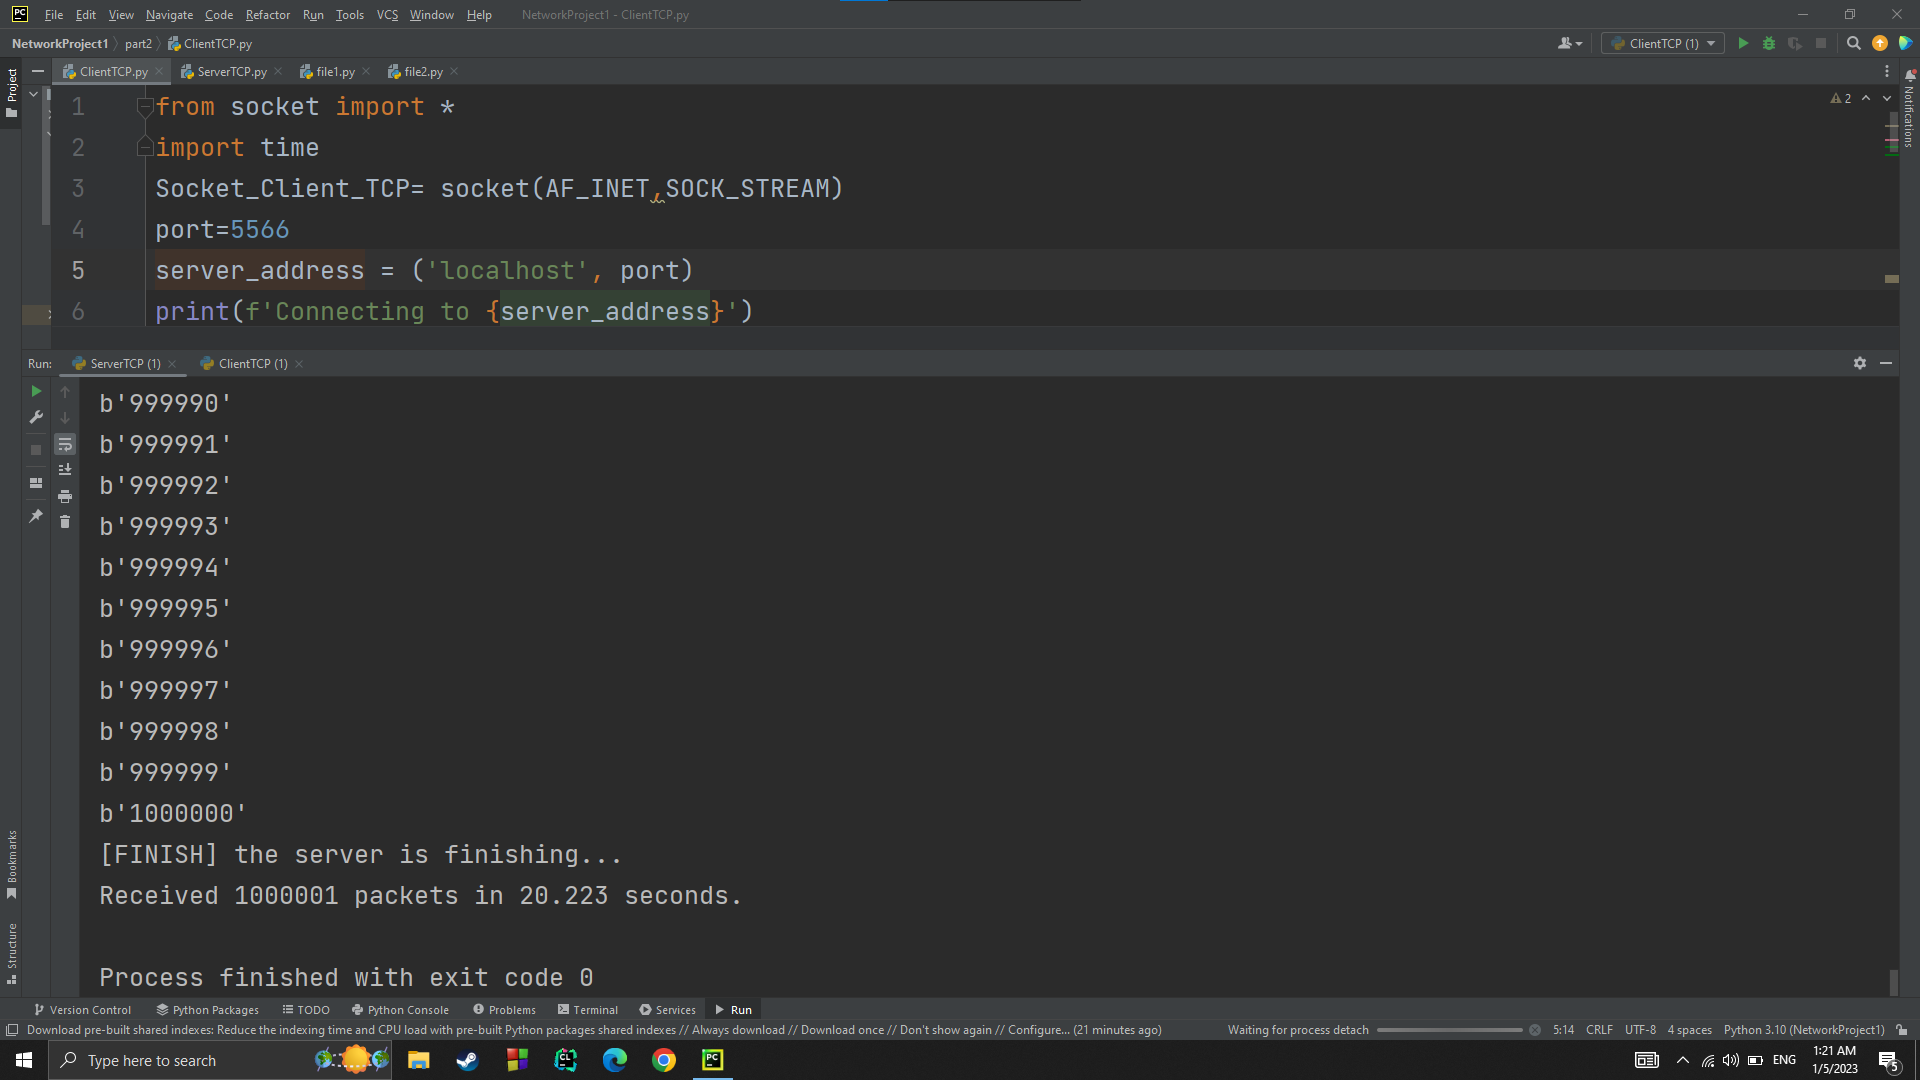 PC File Edit View Navigate Code Refactor Run Tools VCS Window Help NetworkProject1 - ClientTCP.py
NetworkProject1 part2 ClientTCP.py ClientTCP (1)
Project
ClientTCP.py ServerTCP.py file1.py file2.py
Notifications
2
1 from socket import *
2 import time
3 Socket_Client_TCP= socket(AF_INET,SOCK_STREAM)
4 port=5566
5 server_address = ('localhost', port)
6 print(f'Connecting to {server_address}')
Run: ServerTCP (1) ClientTCP (1)
b'999990'
b'999991'
b'999992'
b'999993'
b'999994'
b'999995'
b'999996'
b'999997'
b'999998'
b'999999'
b'1000000'
[FINISH] the server is finishing...
Received 1000001 packets in 20.223 seconds.
Process finished with exit code 0
Bookmarks
Structure
Version Control Python Packages TODO Python Console Problems Terminal Services Run
Download pre-built shared indexes: Reduce the indexing time and CPU load with pre-built Python packages shared indexes // Always download // Download once // Don't show again // Configure... (21 minutes ago) Waiting for process detach 5:14 CRLF UTF-8 4 spaces Python 3.10 (NetworkProject1)
Type here to search CL PC ENG 1:21 AM
1/5/2023 5